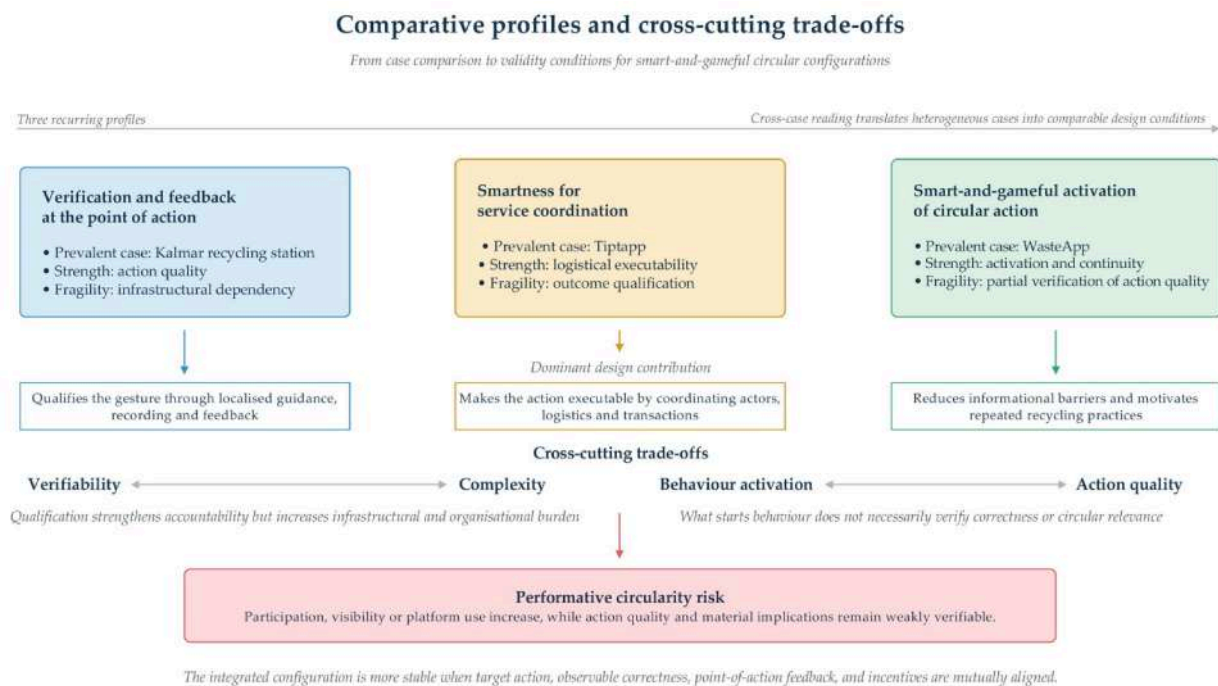 Comparative profiles and cross-cutting trade-offs
From case comparison to validity conditions for smart-and-gameful circular configurations
Three recurring profiles
Cross-case reading translates heterogeneous cases into comparable design conditions
Verification and feedback
at the point of action
• Prevalent case: Kalmar recycling station
• Strength: action quality
• Fragility: infrastructural dependency
Smartness for
service coordination
• Prevalent case: Tiptapp
• Strength: logistical executability
• Fragility: outcome qualification
Smart-and-gameful activation
of circular action
• Prevalent case: WasteApp
• Strength: activation and continuity
• Fragility: partial verification of action quality
Dominant design contribution
Qualifies the gesture through localised guidance,
recording and feedback
Makes the action executable by coordinating actors,
logistics and transactions
Reduces informational barriers and motivates
repeated recycling practices
Cross-cutting trade-offs
Verifiability
Complexity
Behaviour activation
Action quality
Qualification strengthens accountability but increases infrastructural and organisational burden
What starts behaviour does not necessarily verify correctness or circular relevance
Performative circularity risk
Participation, visibility or platform use increase, while action quality and material implications remain weakly verifiable.
The integrated configuration is more stable when target action, observable correctness, point-of-action feedback, and incentives are mutually aligned.